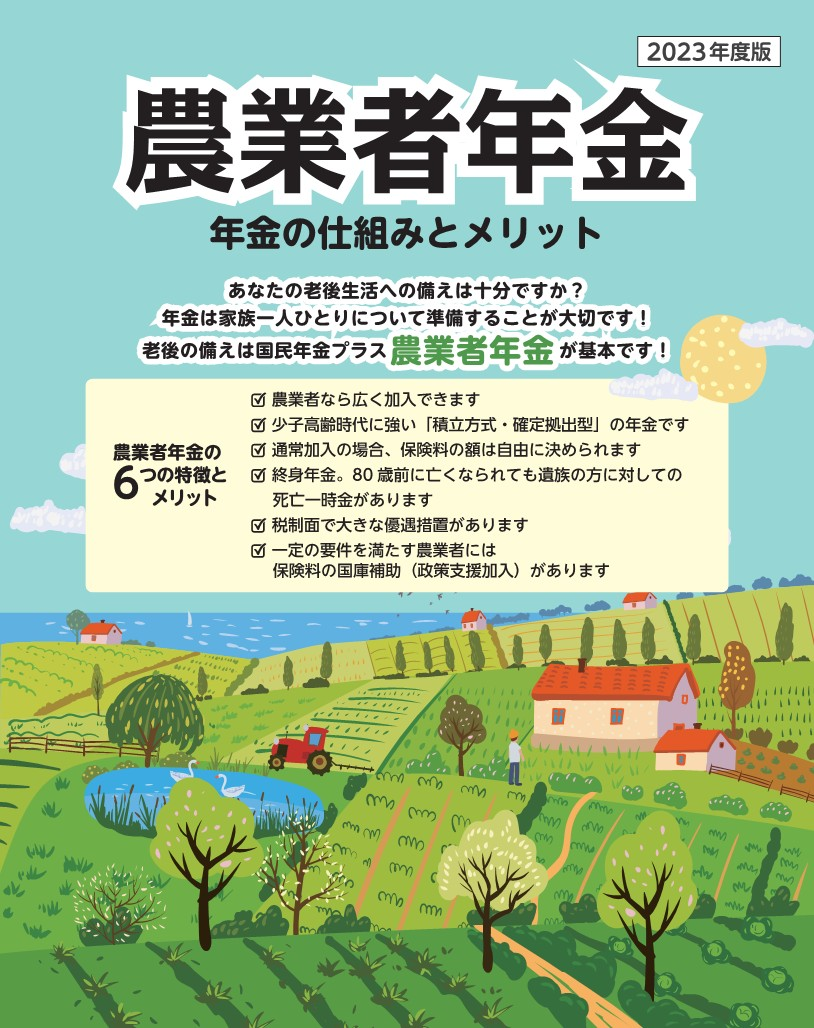 2023年度版
農業者年金
年金の仕組みとメリット
あなたの老後生活への備えは十分ですか？
年金は家族一人ひとりについて準備することが大切です！
老後の備えは国民年金プラス農業者年金が基本です！
農業者年金の
6つの特徴と
メリット
☑農業者なら広く加入できます
☑少子高齢時代に強い「積立方式・確定拠出型」の年金です
☑通常加入の場合、保険料の額は自由に決められます
☑終身年金。80歳前に亡くなられても遺族の方に対しての
死亡一時金があります
☑税制面で大きな優遇措置があります
☑一定の要件を満たす農業者には
保険料の国庫補助（政策支援加入）があります